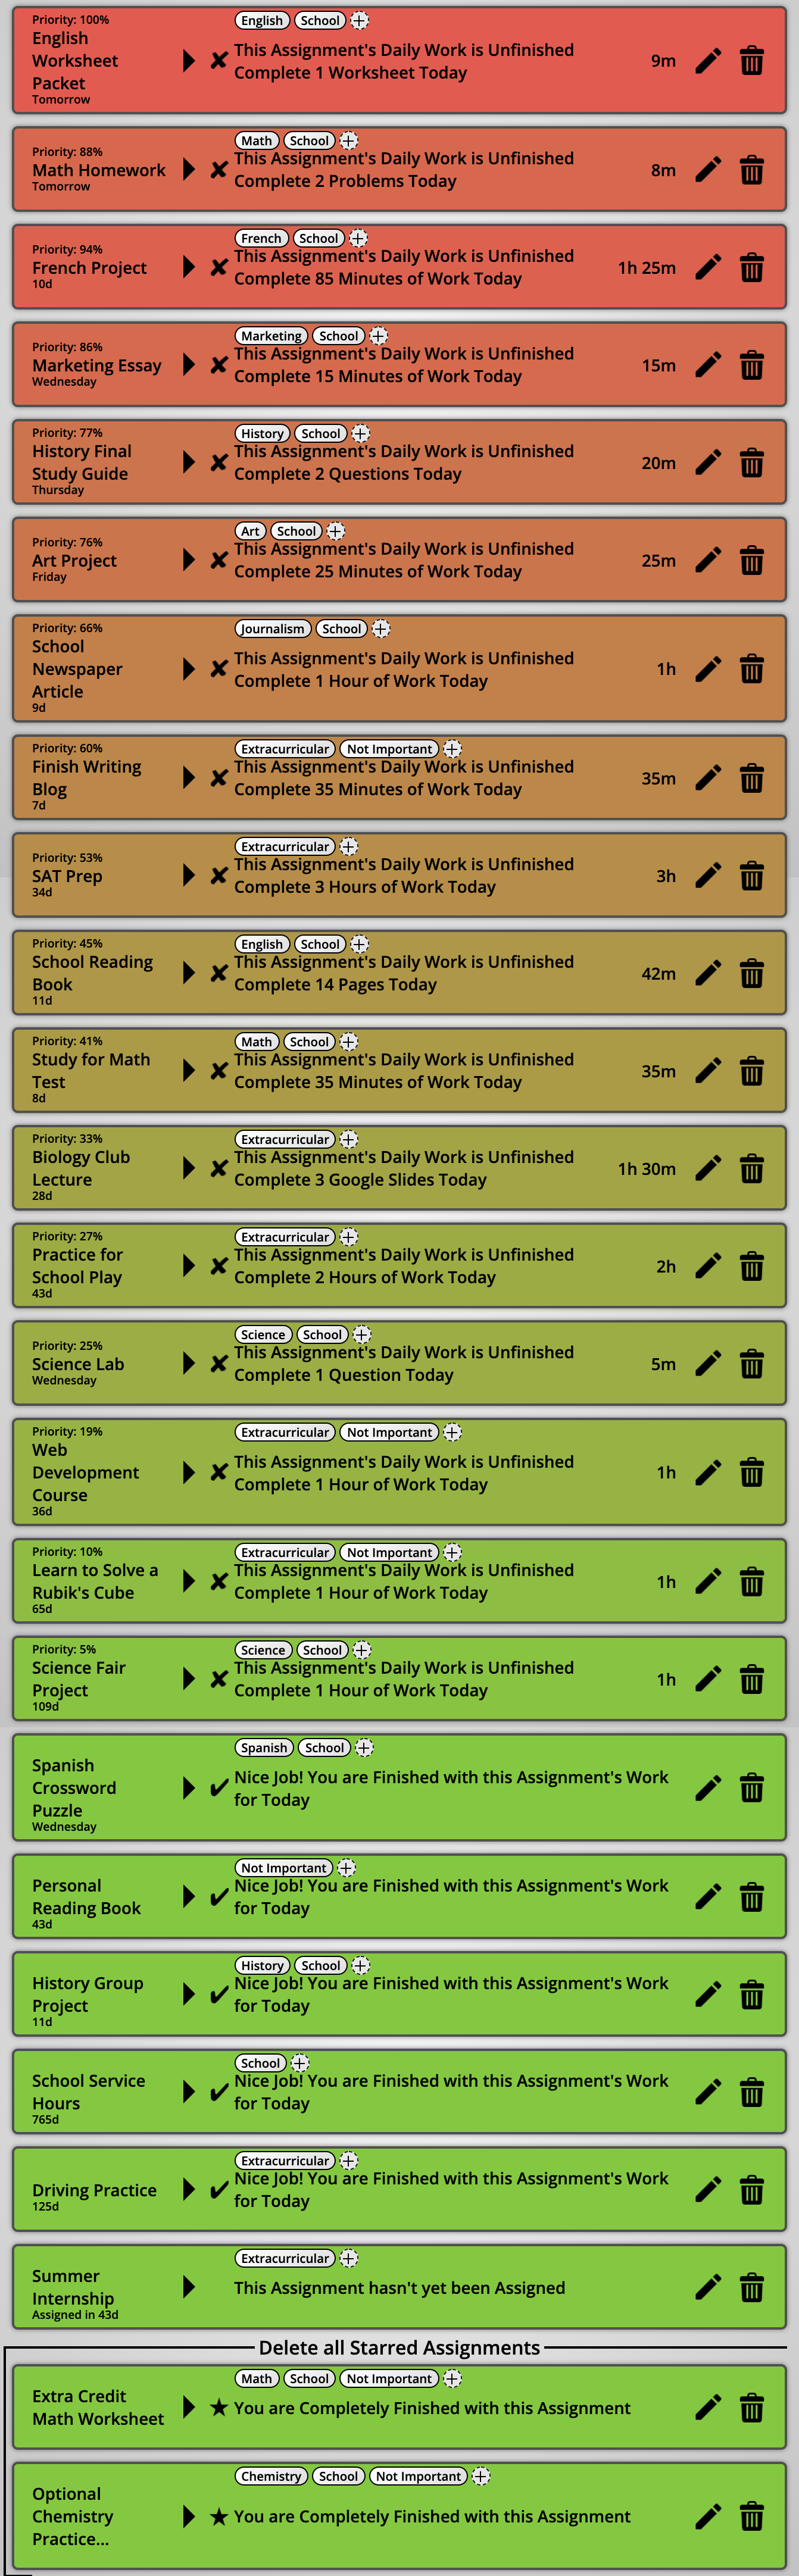 Priority: 100%
English
Worksheet
Packet
Tomorrow
English School
This Assignment's Daily Work is Unfinished
Complete 1 Worksheet Today
9m
Priority: 88%
Math Homework
Tomorrow
Math School
This Assignment's Daily Work is Unfinished
Complete 2 Problems Today
8m
Priority: 94%
French Project
10d
French School
This Assignment's Daily Work is Unfinished
Complete 85 Minutes of Work Today
1h 25m
Priority: 86%
Marketing Essay
Wednesday
Marketing School
This Assignment's Daily Work is Unfinished
Complete 15 Minutes of Work Today
15m
Priority: 77%
History Final
Study Guide
Thursday
History School
This Assignment's Daily Work is Unfinished
Complete 2 Questions Today
20m
Priority: 76%
Art Project
Friday
Art School
This Assignment's Daily Work is Unfinished
Complete 25 Minutes of Work Today
25m
Priority: 66%
School
Newspaper
Article
9d
Journalism School
This Assignment's Daily Work is Unfinished
Complete 1 Hour of Work Today
1h
Priority: 60%
Finish Writing
Blog
7d
Extracurricular Not Important
This Assignment's Daily Work is Unfinished
Complete 35 Minutes of Work Today
35m
Priority: 53%
SAT Prep
34d
Extracurricular
This Assignment's Daily Work is Unfinished
Complete 3 Hours of Work Today
3h
Priority: 45%
School Reading
Book
11d
English School
This Assignment's Daily Work is Unfinished
Complete 14 Pages Today
42m
Priority: 41%
Study for Math
Test
8d
Math School
This Assignment's Daily Work is Unfinished
Complete 35 Minutes of Work Today
35m
Priority: 33%
Biology Club
Lecture
28d
Extracurricular
This Assignment's Daily Work is Unfinished
Complete 3 Google Slides Today
1h 30m
Priority: 27%
Practice for
School Play
43d
Extracurricular
This Assignment's Daily Work is Unfinished
Complete 2 Hours of Work Today
2h
Priority: 25%
Science Lab
Wednesday
Science School
This Assignment's Daily Work is Unfinished
Complete 1 Question Today
5m
Priority: 19%
Web
Development
Course
36d
Extracurricular Not Important
This Assignment's Daily Work is Unfinished
Complete 1 Hour of Work Today
1h
Priority: 10%
Learn to Solve a
Rubik's Cube
65d
Extracurricular Not Important
This Assignment's Daily Work is Unfinished
Complete 1 Hour of Work Today
1h
Priority: 5%
Science Fair
Project
109d
Science School
This Assignment's Daily Work is Unfinished
Complete 1 Hour of Work Today
1h
Spanish
Crossword
Puzzle
Wednesday
Spanish School
Nice Job! You are Finished with this Assignment's Work
for Today
Personal
Reading Book
43d
Not Important
Nice Job! You are Finished with this Assignment's Work
for Today
History Group
Project
11d
History School
Nice Job! You are Finished with this Assignment's Work
for Today
School Service
Hours
765d
School
Nice Job! You are Finished with this Assignment's Work
for Today
Driving Practice
125d
Extracurricular
Nice Job! You are Finished with this Assignment's Work
for Today
Summer
Internship
Assigned in 43d
Extracurricular
This Assignment hasn't yet been Assigned
Delete all Starred Assignments
Extra Credit
Math Worksheet
Math School Not Important
You are Completely Finished with this Assignment
Optional
Chemistry
Practice...
Chemistry School Not Important
You are Completely Finished with this Assignment